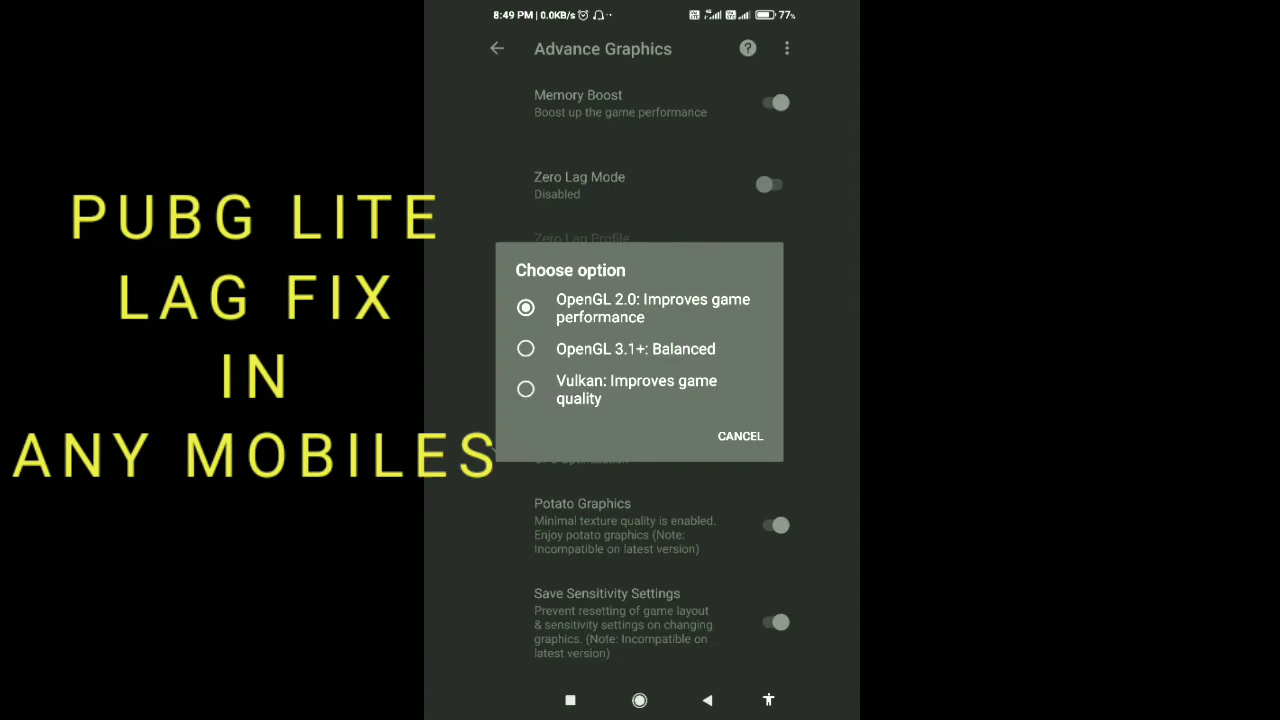 8:49 PM | 0.0KB/s
77%
Advance Graphics
Memory Boost
Boost up the game performance
Zero Lag Mode
Disabled
Zero Lag Profile
PUBG LITE
LAG FIX
IN
ANY MOBILES
Choose option
OpenGL 2.0: Improves game
performance
OpenGL 3.1+: Balanced
Vulkan: Improves game
quality
CANCEL
Potato Graphics
Minimal texture quality is enabled.
Enjoy potato graphics (Note:
Incompatible on latest version)
Save Sensitivity Settings
Prevent resetting of game layout
& sensitivity settings on changing
graphics. (Note: Incompatible on
latest version)